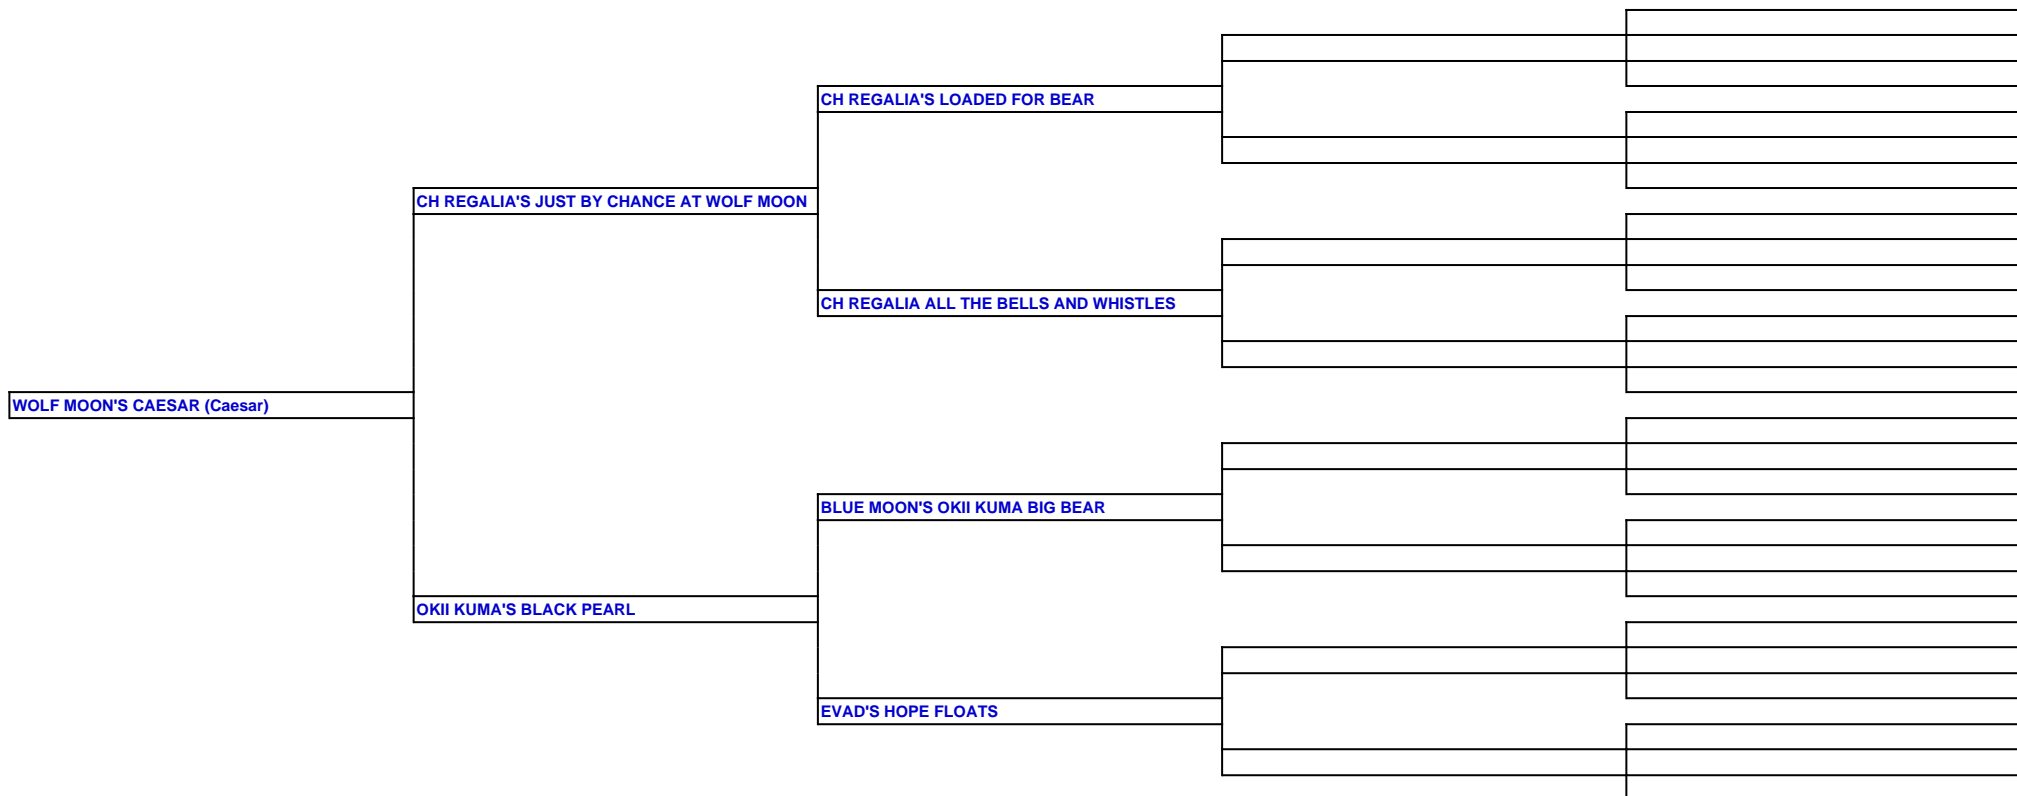 CH REGALIA'S LOADED FOR BEAR
CH REGALIA'S JUST BY CHANCE AT WOLF MOON
CH REGALIA ALL THE BELLS AND WHISTLES
WOLF MOON'S CAESAR (Caesar)
BLUE MOON'S OKII KUMA BIG BEAR
OKII KUMA'S BLACK PEARL
EVAD'S HOPE FLOATS